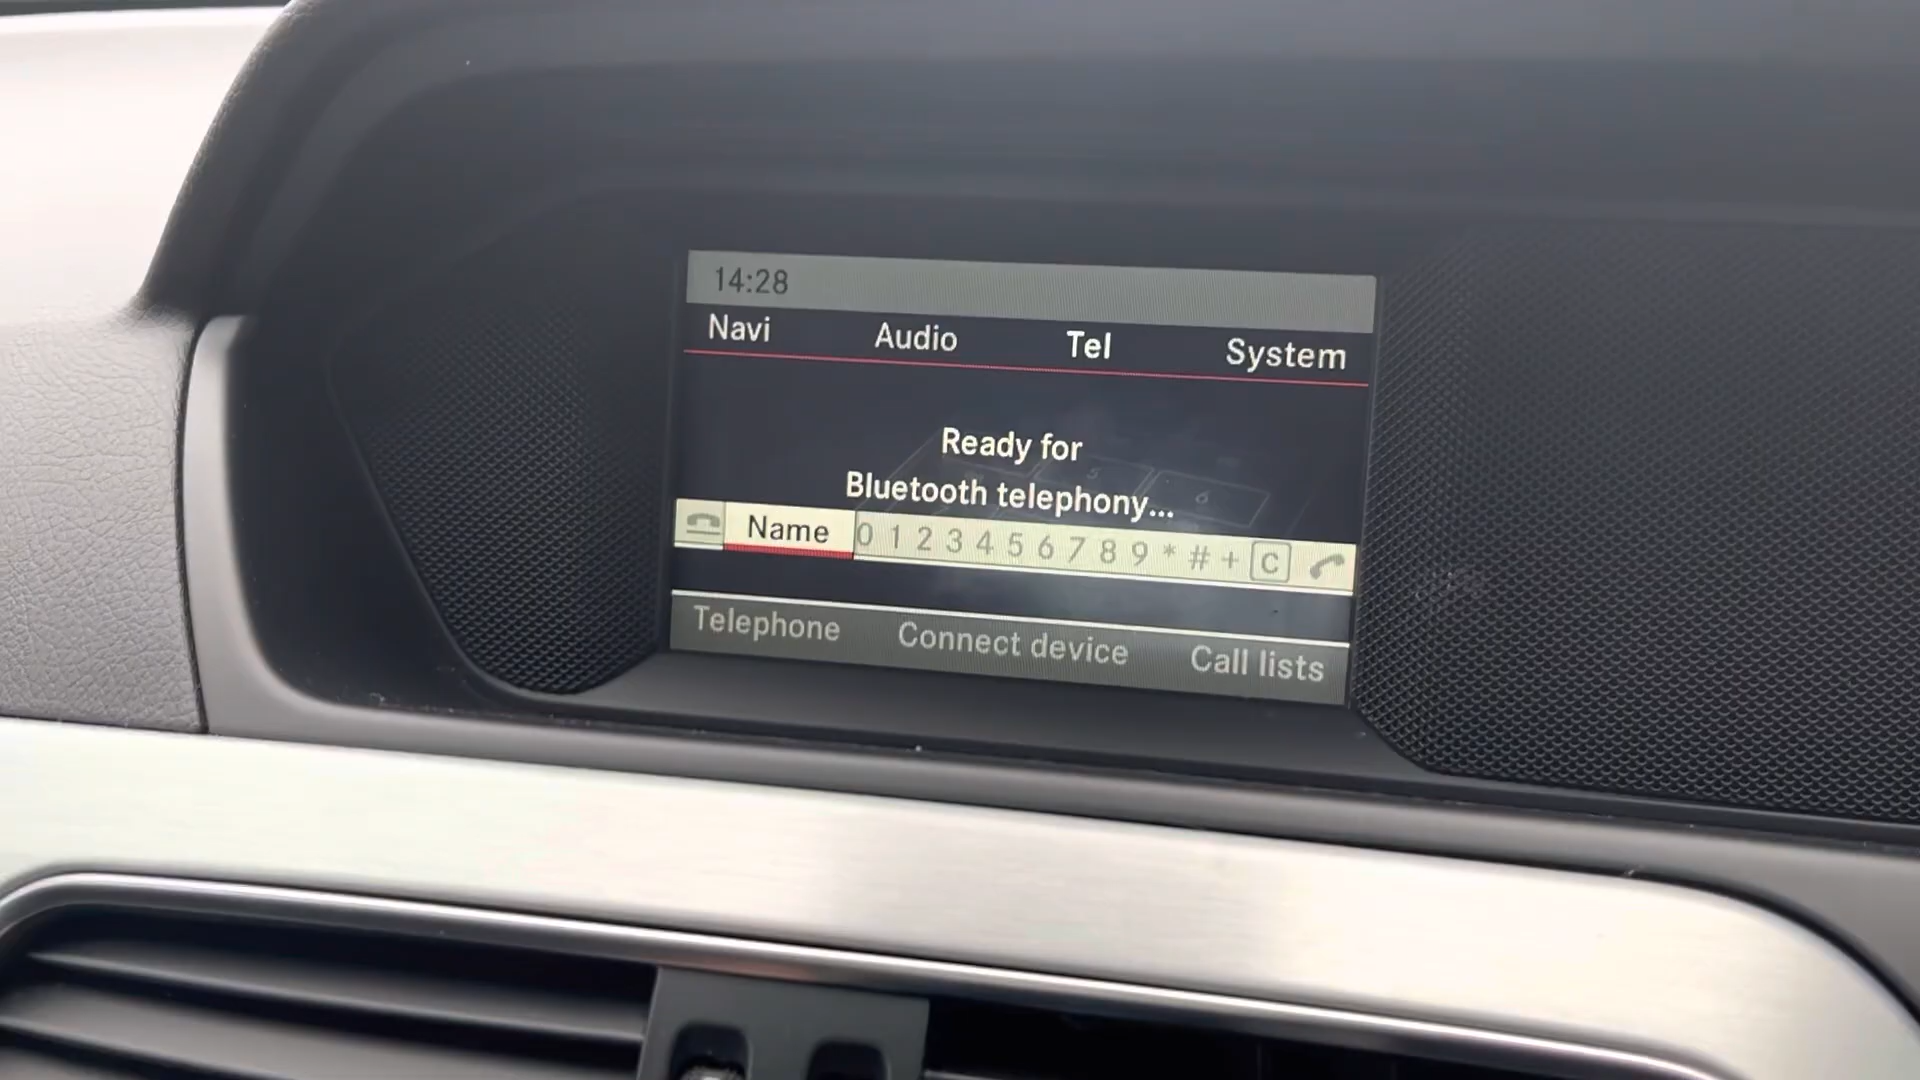 14:28
Navi Audio Tel System
Ready for
Bluetooth telephony...
Name 0 1 2 3 4 5 6 7 8 9 * # + C
Telephone Connect device Call lists